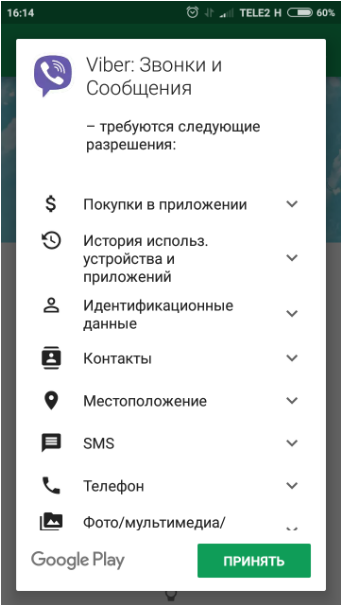 16:14 TELE2 H 60%
Viber: Звонки и
Сообщения
– требуются следующие
разрешения:
$ Покупки в приложении
История использ.
устройства и
приложений
Идентификационные
данные
Контакты
Местоположение
SMS
Телефон
Фото/мультимедиа/
Google Play ПРИНЯТЬ